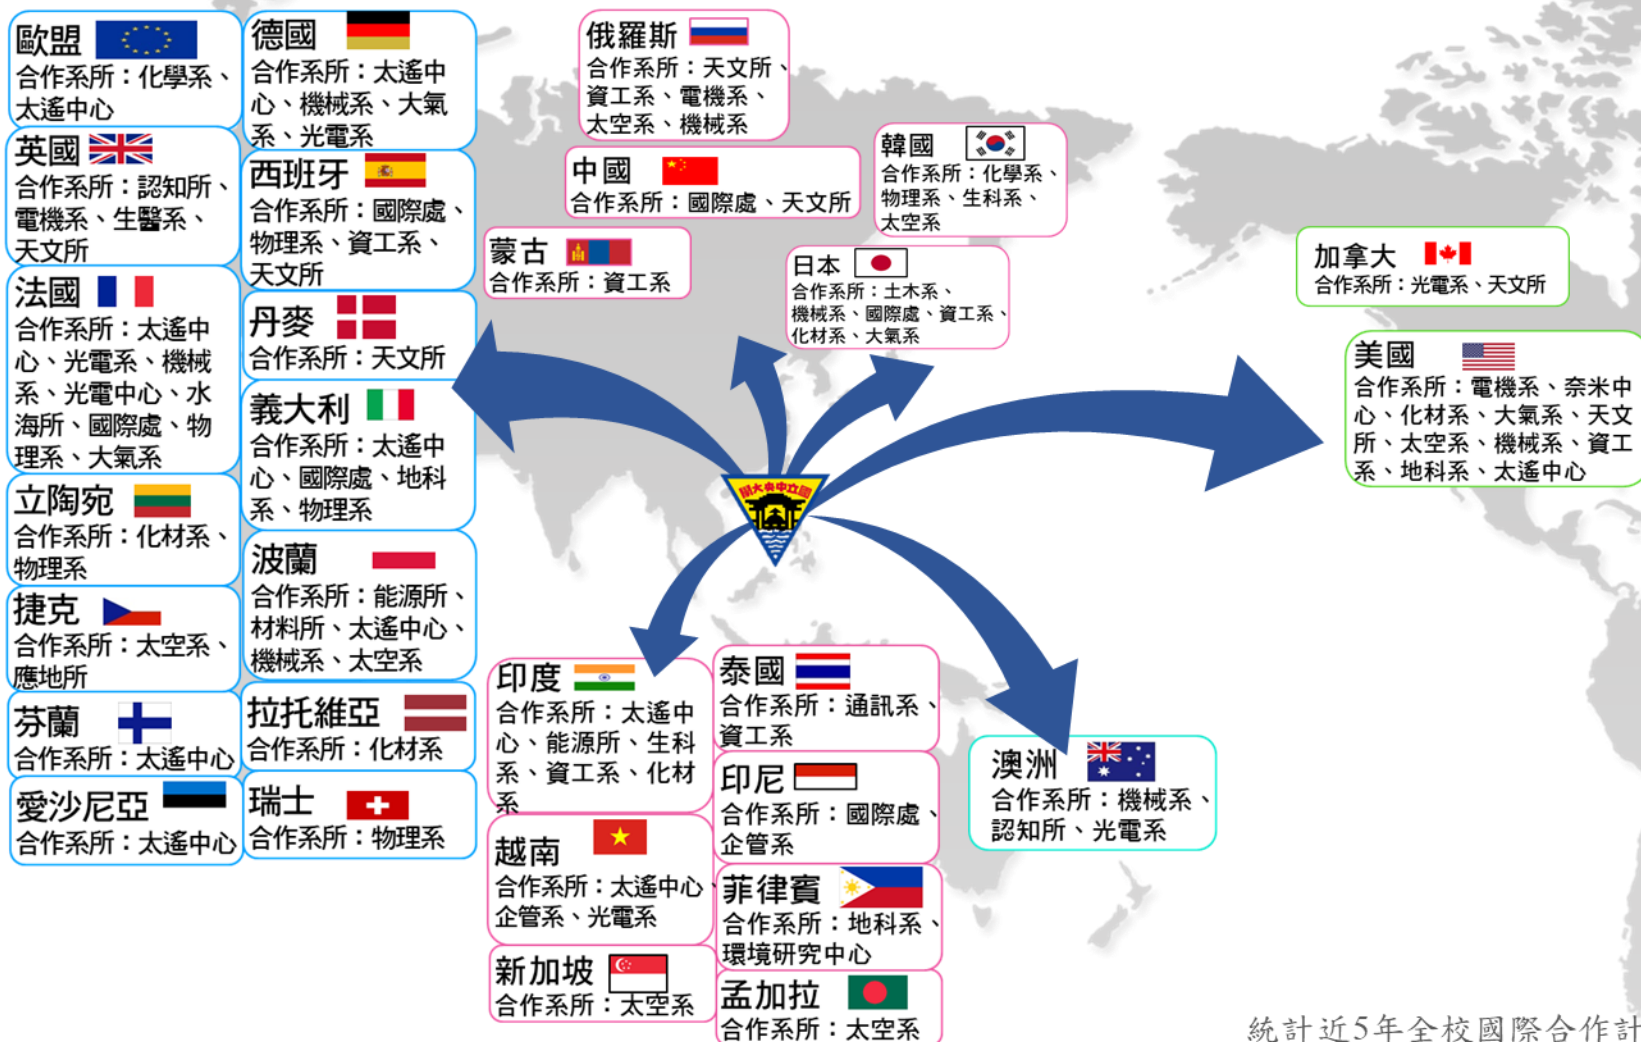 歐盟
合作系所：化學系、
太遙中心
英國
合作系所：認知所、
電機系、生醫系、
天文所
法國
合作系所：太遙中
心、光電系、機械
系、光電中心、水
海所、國際處、物
理系、大氣系
立陶宛
合作系所：化材系、
物理系
捷克
合作系所：太空系、
應地所
芬蘭
合作系所：太遙中心
愛沙尼亞
合作系所：太遙中心
德國
合作系所：太遙中
心、機械系、大氣
系、光電系
西班牙
合作系所：國際處、
物理系、資工系、
天文所
丹麥
合作系所：天文所
義大利
合作系所：太遙中
心、國際處、地科
系、物理系
波蘭
合作系所：能源所、
材料所、太遙中心、
機械系、太空系
拉托維亞
合作系所：化材系
瑞士
合作系所：物理系
俄羅斯
合作系所：天文所、
資工系、電機系、
太空系、機械系
中國
合作系所：國際處、天文所
蒙古
合作系所：資工系
韓國
合作系所：化學系、
物理系、生科系、
太空系
日本
合作系所：土木系、
機械系、國際處、資工系、
化材系、大氣系
加拿大
合作系所：光電系、天文所
美國
合作系所：電機系、奈米中
心、化材系、大氣系、天文
所、太空系、機械系、資工
系、地科系、太遙中心
學大央中立國
印度
合作系所：太遙中
心、能源所、生科
系、資工系、化材
系
越南
合作系所：太遙中心、
企管系、光電系
新加坡
合作系所：太空系
泰國
合作系所：通訊系、
資工系
印尼
合作系所：國際處、
企管系
菲律賓
合作系所：地科系、
環境研究中心
孟加拉
合作系所：太空系
澳洲
合作系所：機械系、
認知所、光電系
統計近5年全校國際合作計